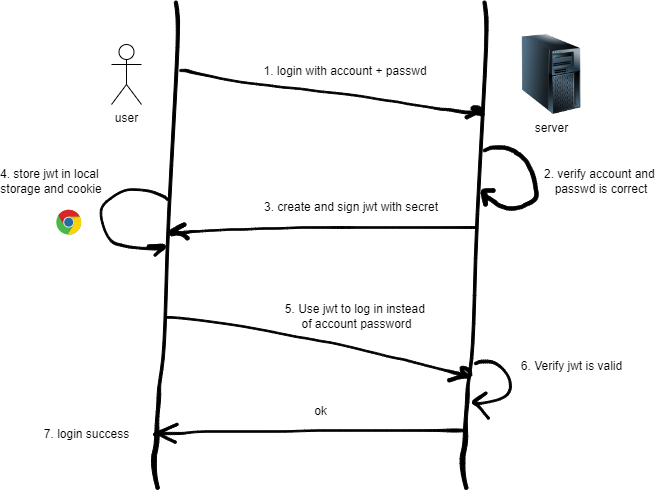 1. login with account + passwd
user
server
4. store jwt in local
storage and cookie
2. verify account and
passwd is correct
3. create and sign jwt with secret
5. Use jwt to log in instead
of account password
6. Verify jwt is valid
ok
7. login success